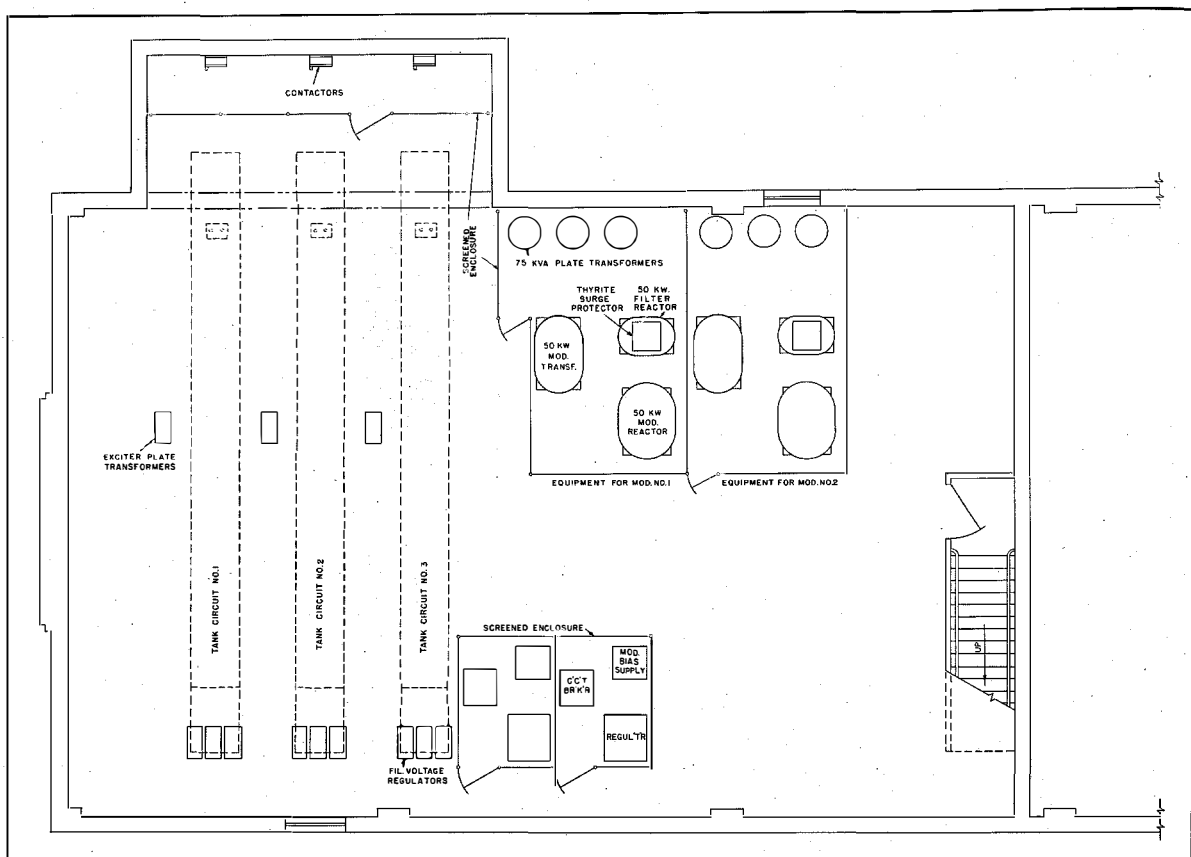 CONTACTORS
SCREENED
ENCLOSURE
75 KVA PLATE TRANSFORMERS
THYRITE
SURGE
PROTECTOR
50 KW.
FILTER
REACTOR
50 KW
MOD.
TRANSF.
50 KW
MOD.
REACTOR
EXCITER PLATE
TRANSFORMERS
EQUIPMENT FOR MOD. NO.1
EQUIPMENT FOR MOD. NO.2
TANK CIRCUIT NO.1
TANK CIRCUIT NO.2
TANK CIRCUIT NO.3
SCREENED ENCLOSURE
MOD.
BIAS
SUPPLY
C'C'T
BR'K'R
REGUL'T'R
UP
FIL. VOLTAGE
REGULATORS